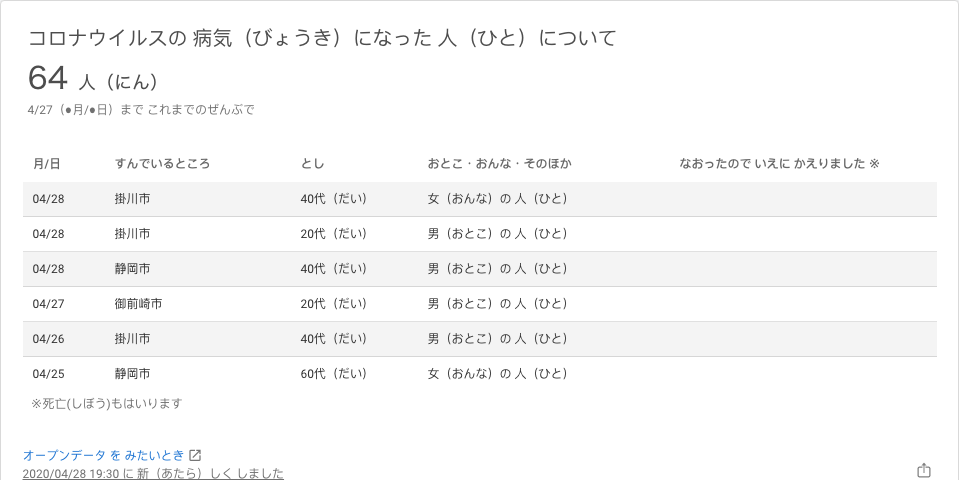 コロナウイルスの 病気（びょうき）になった 人（ひと）について
64 人（にん）
4/27（●月/●日）まで これまでのぜんぶで
月/日 すんでいるところ とし おとこ・おんな・そのほか なおったので いえに かえりました ※
04/28 掛川市 40代（だい） 女（おんな）の 人（ひと）
04/28 掛川市 20代（だい） 男（おとこ）の 人（ひと）
04/28 静岡市 40代（だい） 男（おとこ）の 人（ひと）
04/27 御前崎市 20代（だい） 男（おとこ）の 人（ひと）
04/26 掛川市 40代（だい） 男（おとこ）の 人（ひと）
04/25 静岡市 60代（だい） 女（おんな）の 人（ひと）
※死亡(しぼう)もはいります
オープンデータ を みたいとき
2020/04/28 19:30 に 新（あたら）しく しました